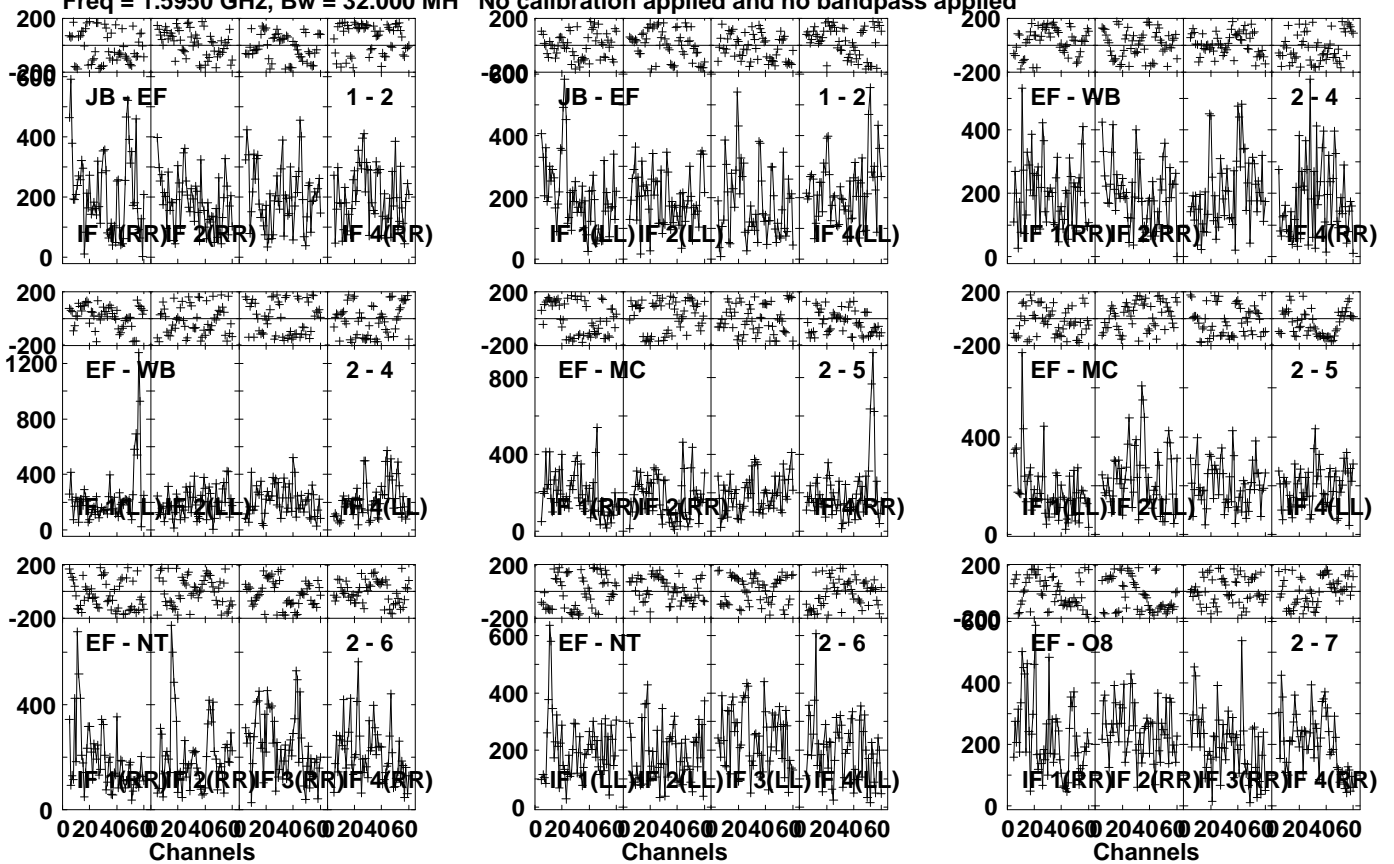 Freq = 1.5950 GHz, Bw = 32.000 MH No calibration applied and no bandpass applied
200
-200
600
400
200
0
JB - EF 1 - 2
IF 1(RR) IF 2(RR) IF 4(RR)
200
-200
600
400
200
0
JB - EF 1 - 2
IF 1(LL) IF 2(LL) IF 4(LL)
200
-200
400
200
0
EF - WB 2 - 4
IF 1(RR) IF 2(RR) IF 4(RR)
200
-200
1200
800
400
0
EF - WB 2 - 4
IF 1(LL) IF 2(LL) IF 4(LL)
200
-200
800
400
0
EF - MC 2 - 5
IF 1(RR) IF 2(RR) IF 4(RR)
200
-200
400
0
EF - MC 2 - 5
IF 1(LL) IF 2(LL) IF 4(LL)
200
-200
400
0
EF - NT 2 - 6
IF 1(RR) IF 2(RR) IF 3(RR) IF 4(RR)
0 20 40 60 0 20 40 60 0 20 40 60 0 20 40 60
Channels
200
-200
600
400
200
0
EF - NT 2 - 6
IF 1(LL) IF 2(LL) IF 3(LL) IF 4(LL)
0 20 40 60 0 20 40 60 0 20 40 60 0 20 40 60
Channels
200
-200
600
400
200
0
EF - O8 2 - 7
IF 1(RR) IF 2(RR) IF 3(RR) IF 4(RR)
0 20 40 60 0 20 40 60 0 20 40 60 0 20 40 60
Channels